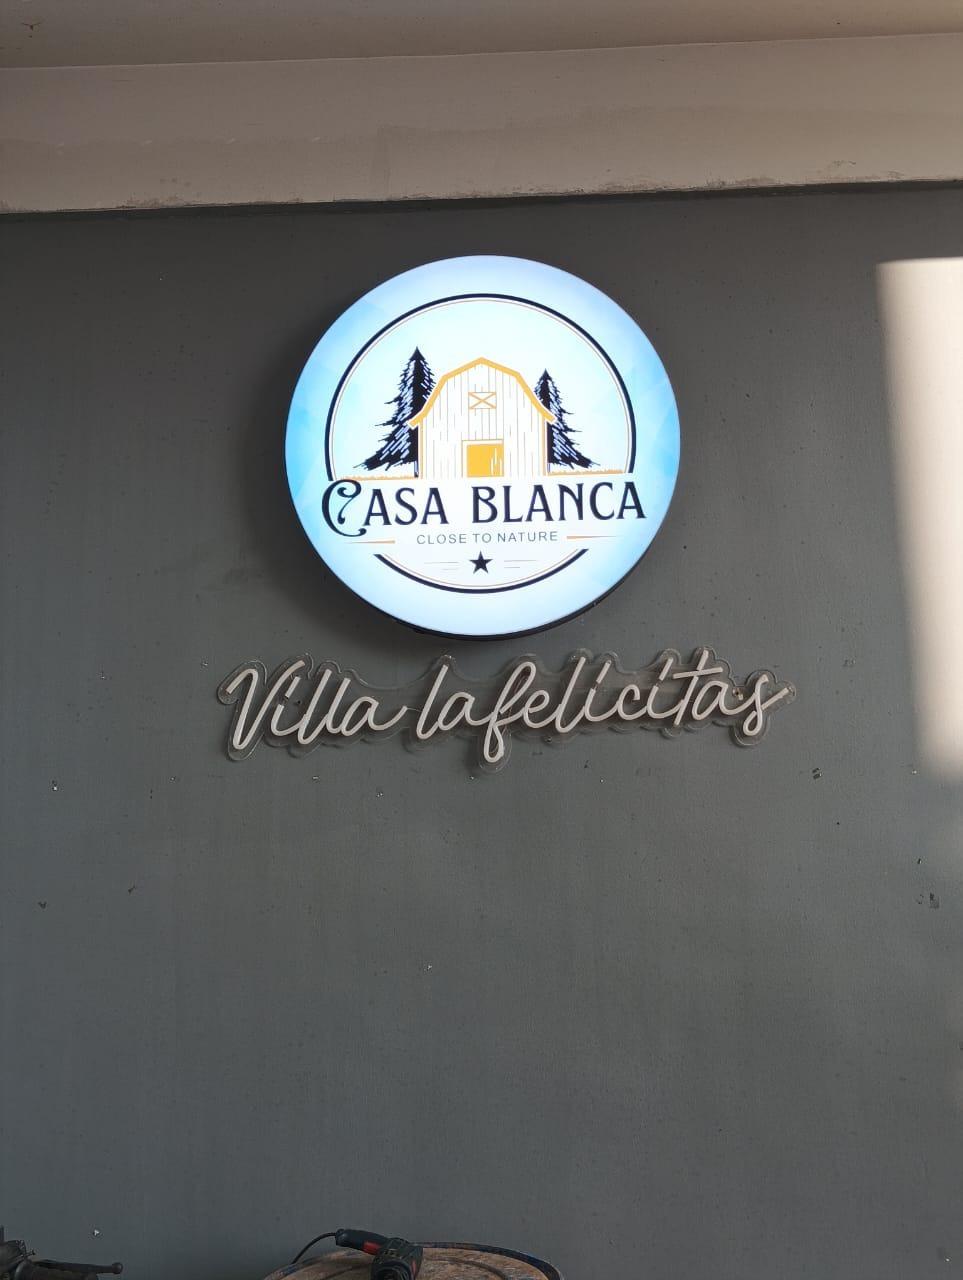 CASA BLANCA
CLOSE TO NATURE
Villa lafelicitas